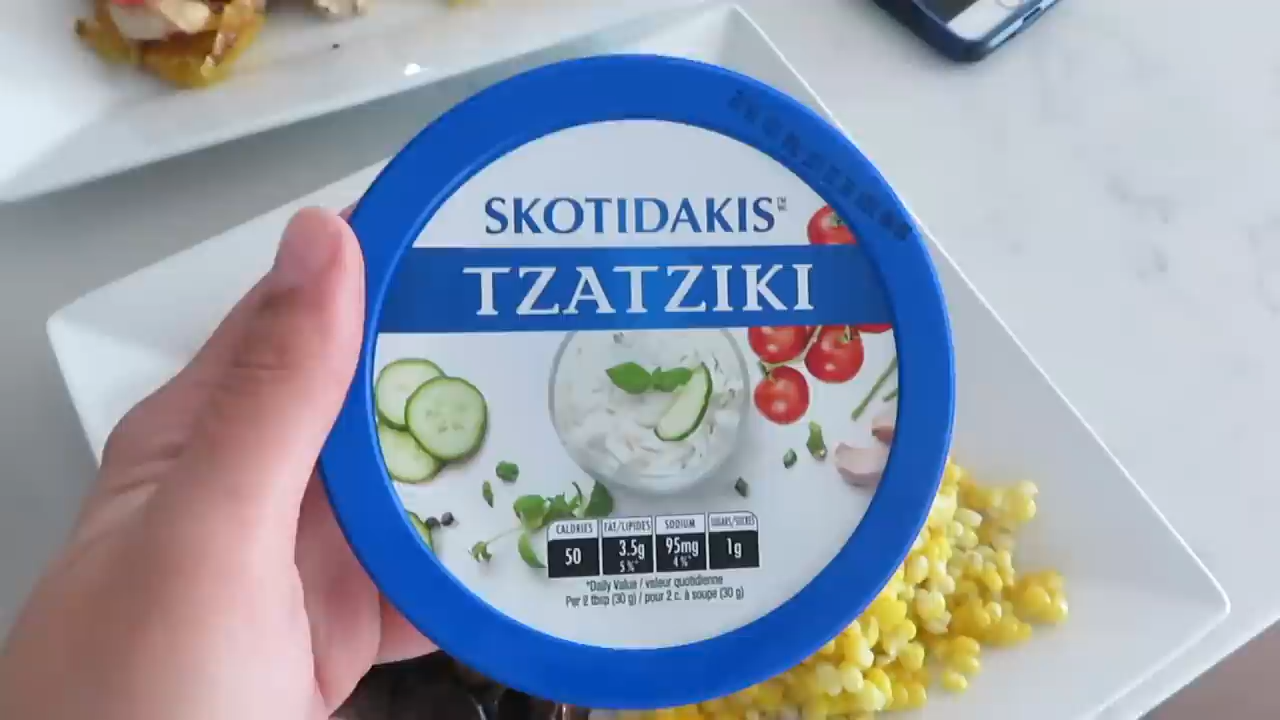 SKOTIDAKIS
TZATZIKI
CALORIES
50
FAT/LIPIDES
3.5g
5 %*
SODIUM
95mg
4 %*
SUGARS/SUCRES
1g
*Daily Value / valeur quotidienne
Per 2 tbsp (30 g) / pour 2 c. à soupe (30 g)